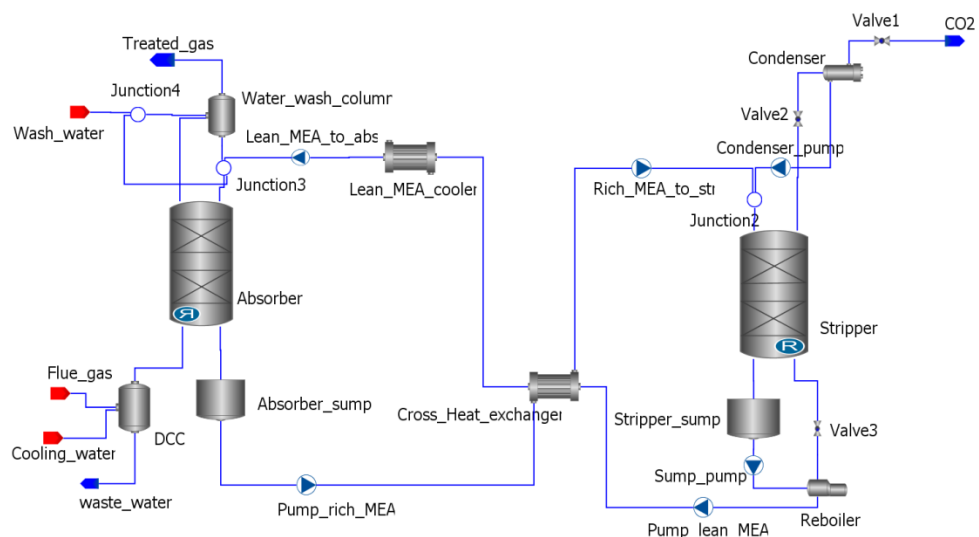 Valve1
CO2
Treated_gas
Condenser
Junction4
Water_wash_column
Wash_water
Lean_MEA_to_abs
Valve2
Condenser_pump
Junction3
Lean_MEA_cooler
Rich_MEA_to_str
Junction2
Absorber
Stripper
R
R
Flue_gas
Absorber_sump
Cross_Heat_exchanger
Stripper_sump
Valve3
Cooling_water
DCC
waste_water
Sump_pump
Pump_rich_MEA
Reboiler
Pump_lean_MEA